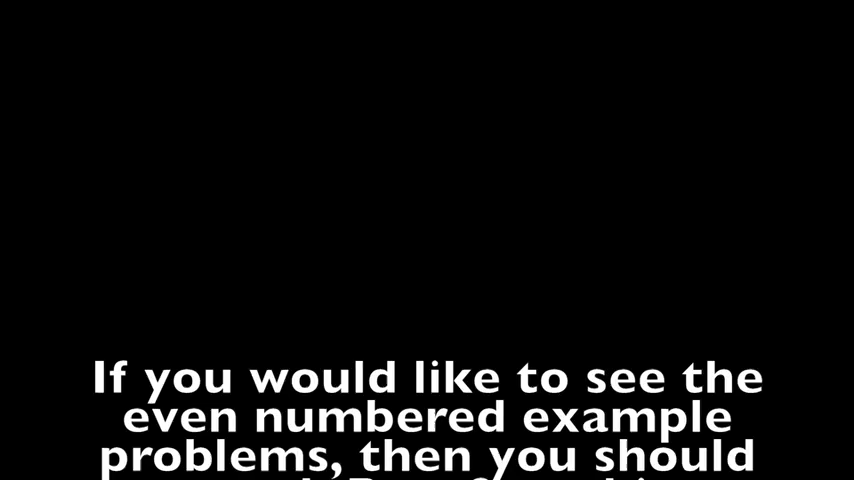 If you would like to see the
even numbered example
problems, then you should